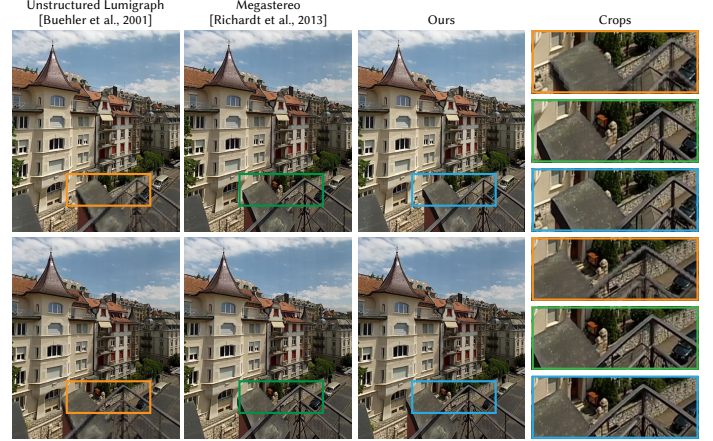 Unstructured Lumigraph
[Buehler et al., 2001]
Megastereo
[Richardt et al., 2013]
Ours
Crops